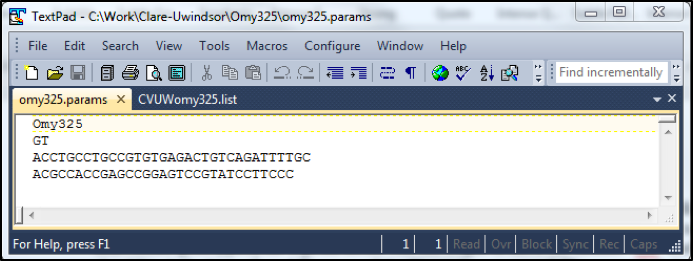 TextPad - C:\Work\Clare-Uwindsor\Omy325\omy325.params
File Edit Search View Tools Macros Configure Window Help
Find incrementally
omy325.params CVUWomy325.list
Omy325
GT
ACCTGCCTGCCGTGTGAGACTGTCAGATTTTGC
ACGCCACCGAGCCGGAGTCCGTATCCTTCCC
For Help, press F1 1 1 Read Ovr Block Sync Rec Caps